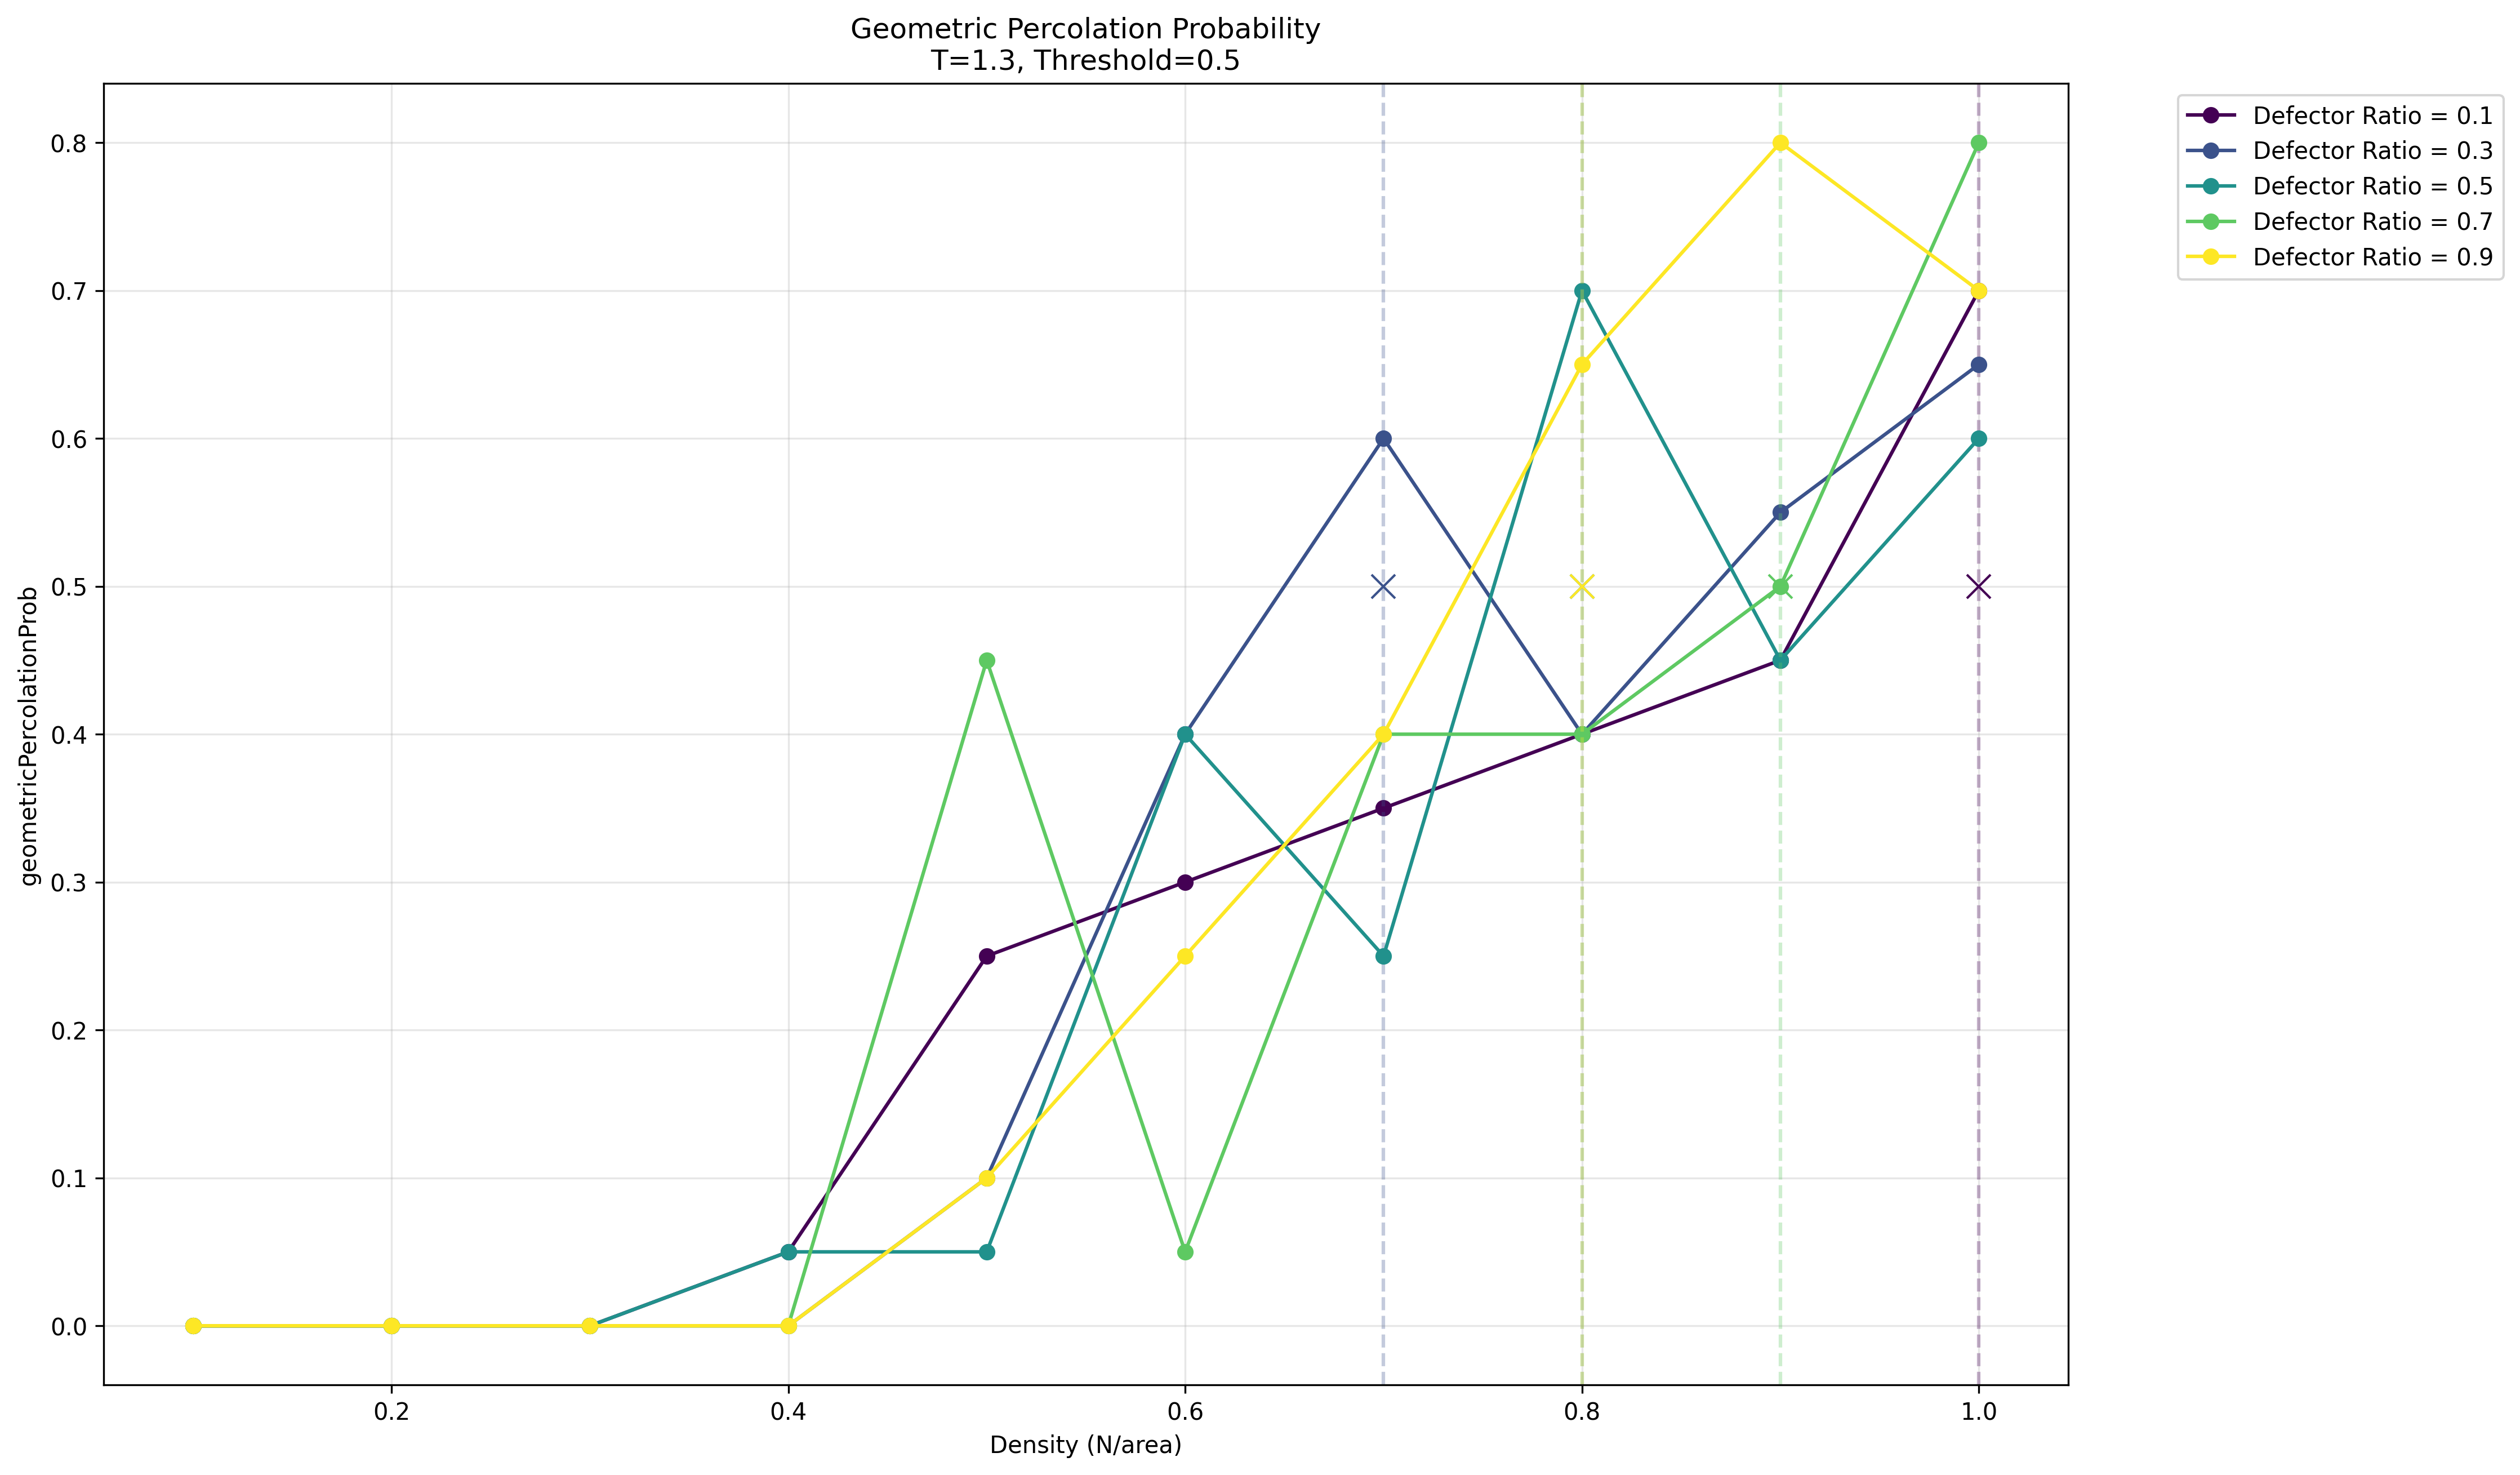 Geometric Percolation Probability
T=1.3, Threshold=0.5
Defector Ratio = 0.1
Defector Ratio = 0.3
Defector Ratio = 0.5
Defector Ratio = 0.7
Defector Ratio = 0.9
geometricPercolationProb
0.8
0.7
0.6
0.5
0.4
0.3
0.2
0.1
0.0
0.2 0.4 0.6 0.8 1.0
Density (N/area)